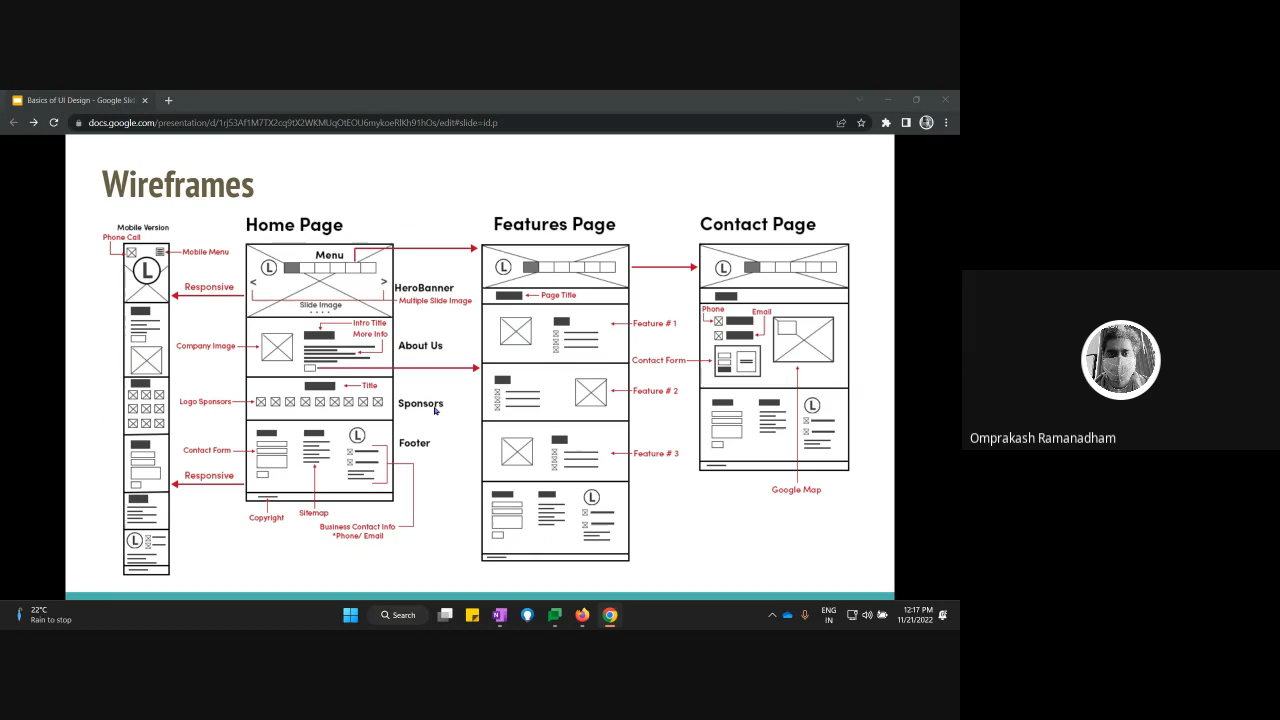 Basics of UI Design - Google Slid
docs.google.com/presentation/d/1rj53Af1M7TX2cq9tX2WKMUqOtEOU6mykoeRlKh91hOs/edit#slide=id.p
Wireframes
Mobile Version
Phone Call
Mobile Menu
L
Responsive
Company Image
Logo Sponsors
Contact Form
Responsive
L
Home Page
Menu
L
< >
Slide Image
HeroBanner
Multiple Slide Image
Intro Title
More Info
About Us
Title
Sponsors
Footer
L
Copyright
Sitemap
Business Contact Info
*Phone/ Email
Features Page
L
Page Title
Feature # 1
Feature # 2
Feature # 3
L
Contact Page
L
Phone
Email
Contact Form
L
Google Map
Omprakash Ramanadham
22°C
Rain to stop
Search
ENG
IN
12:17 PM
11/21/2022